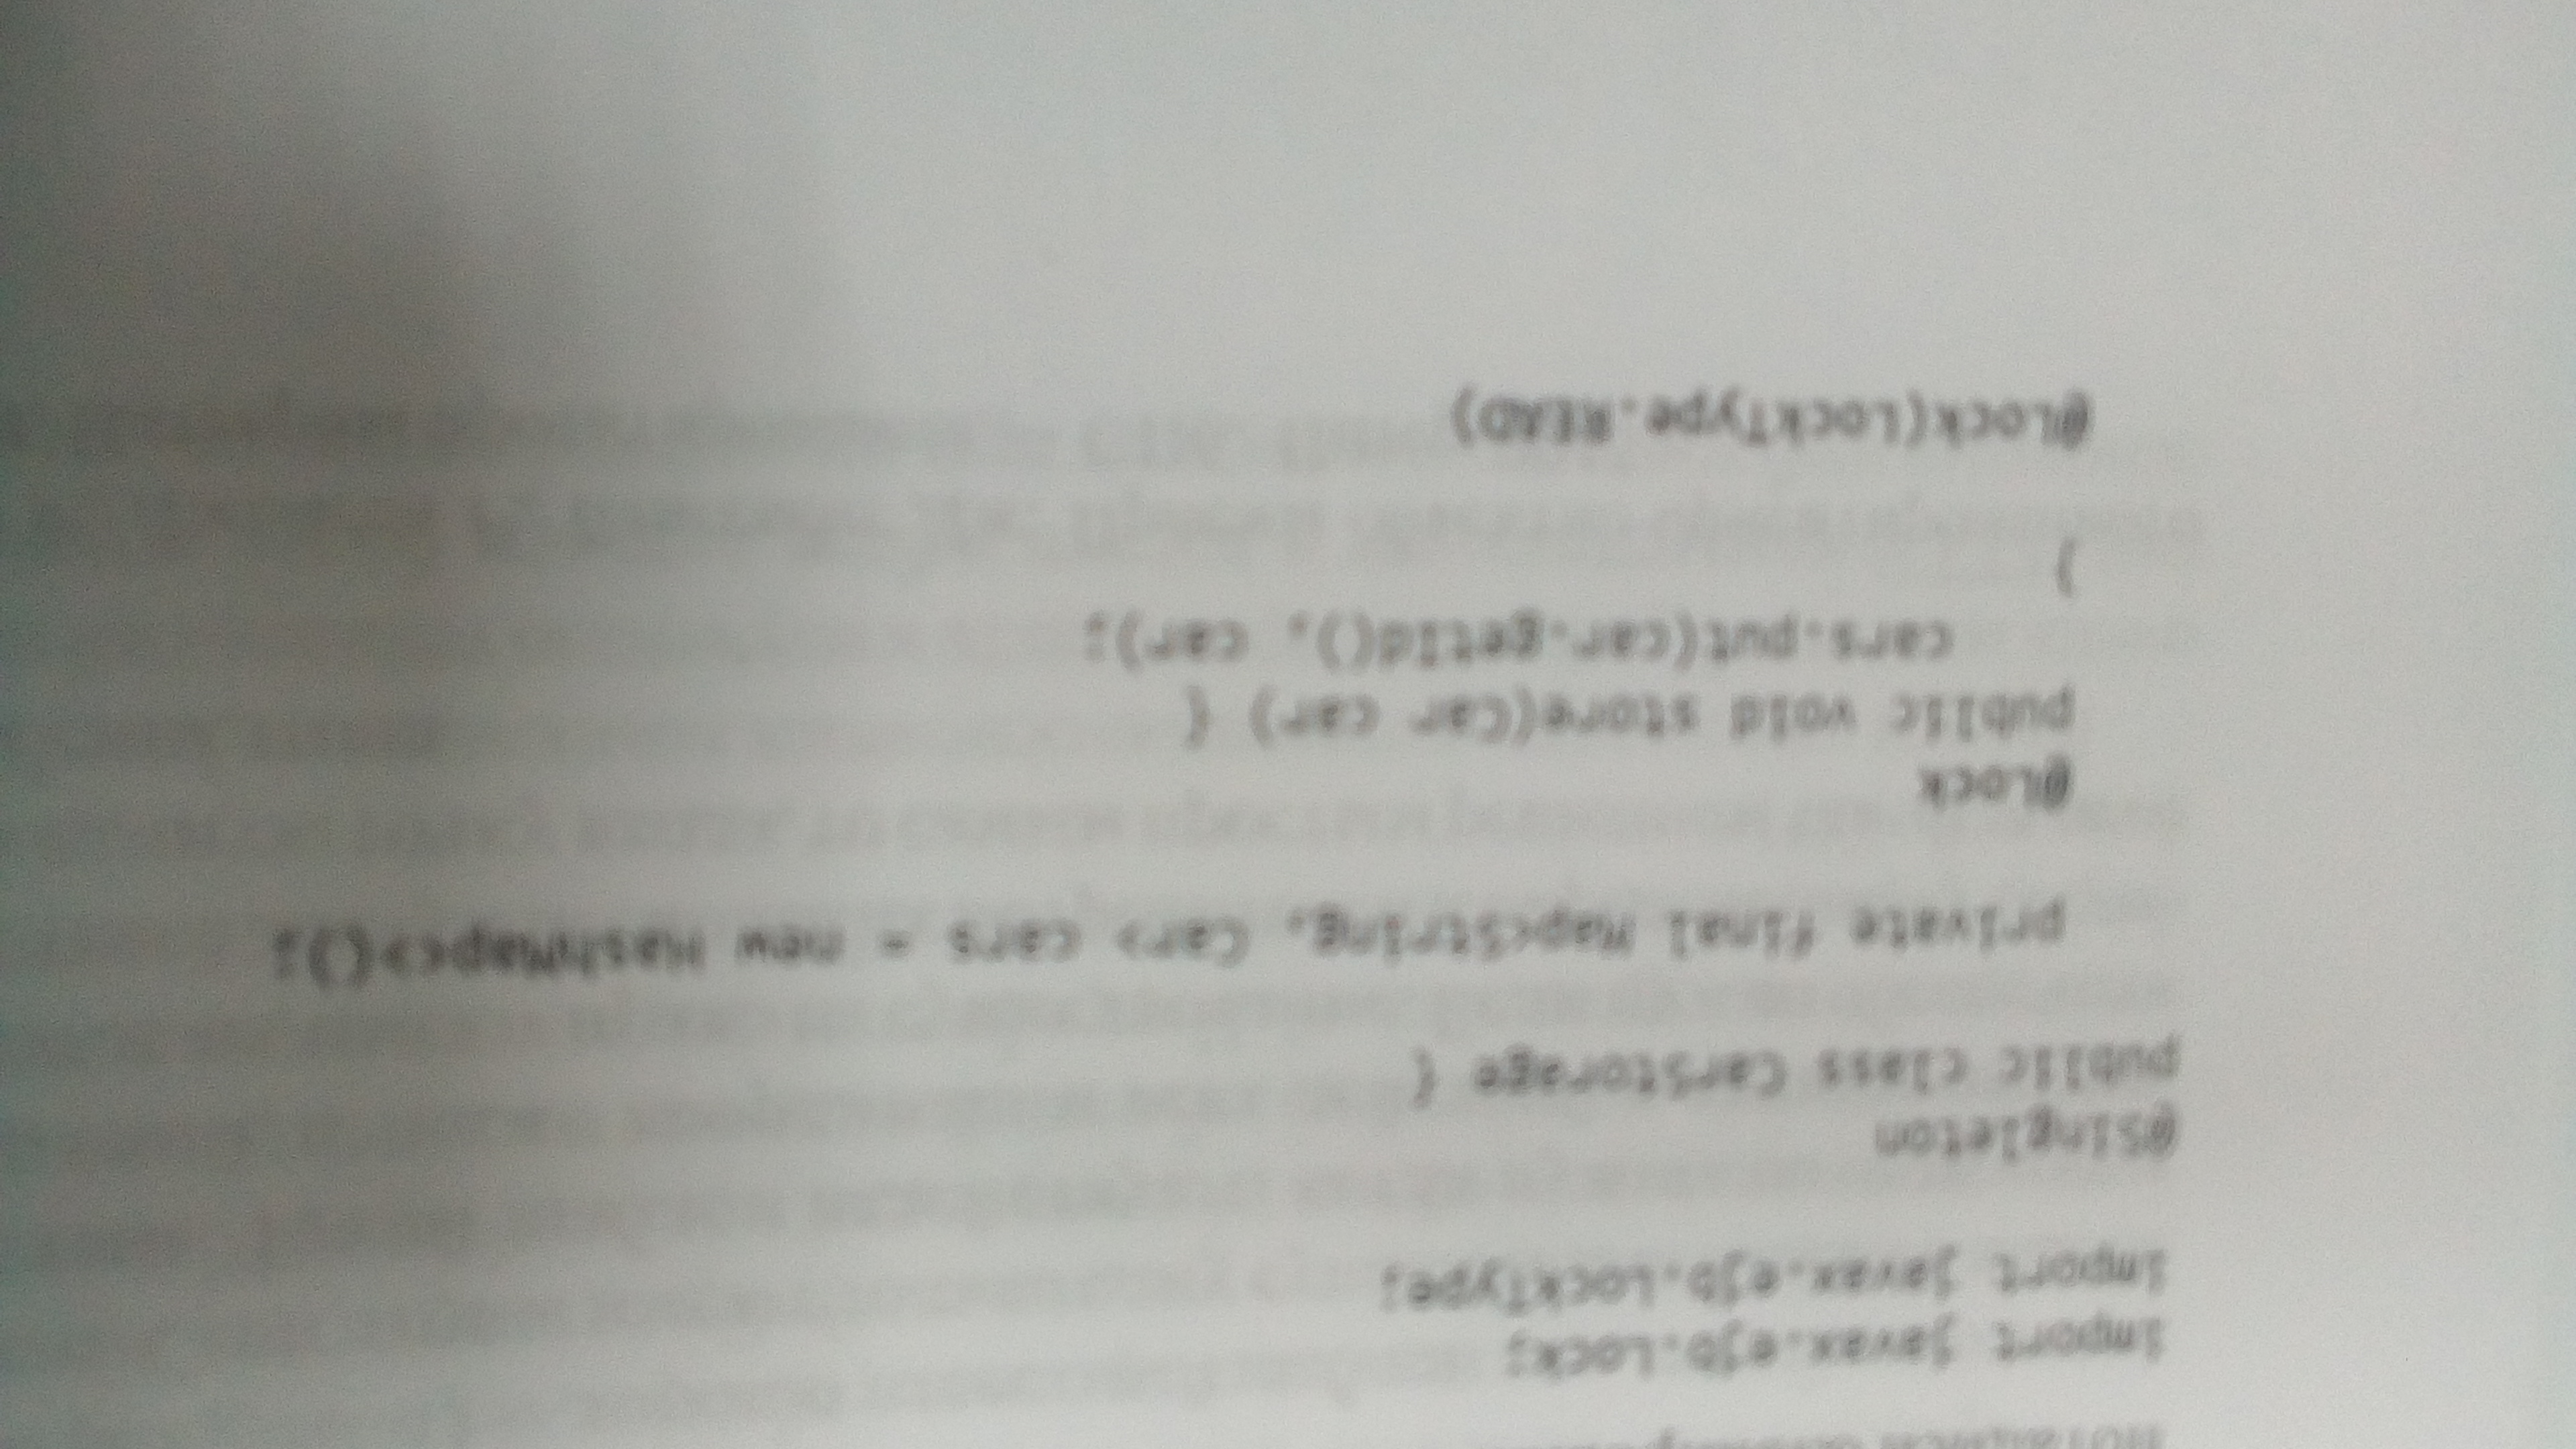 import javax.ejb.Lock;
import javax.ejb.LockType;
@Singleton
public class CarStorage {
private final Map<String, Car> cars = new HashMap<>();
@Lock
public void store(Car car) {
cars.put(car.getId(), car);
}
@Lock(LockType.READ)